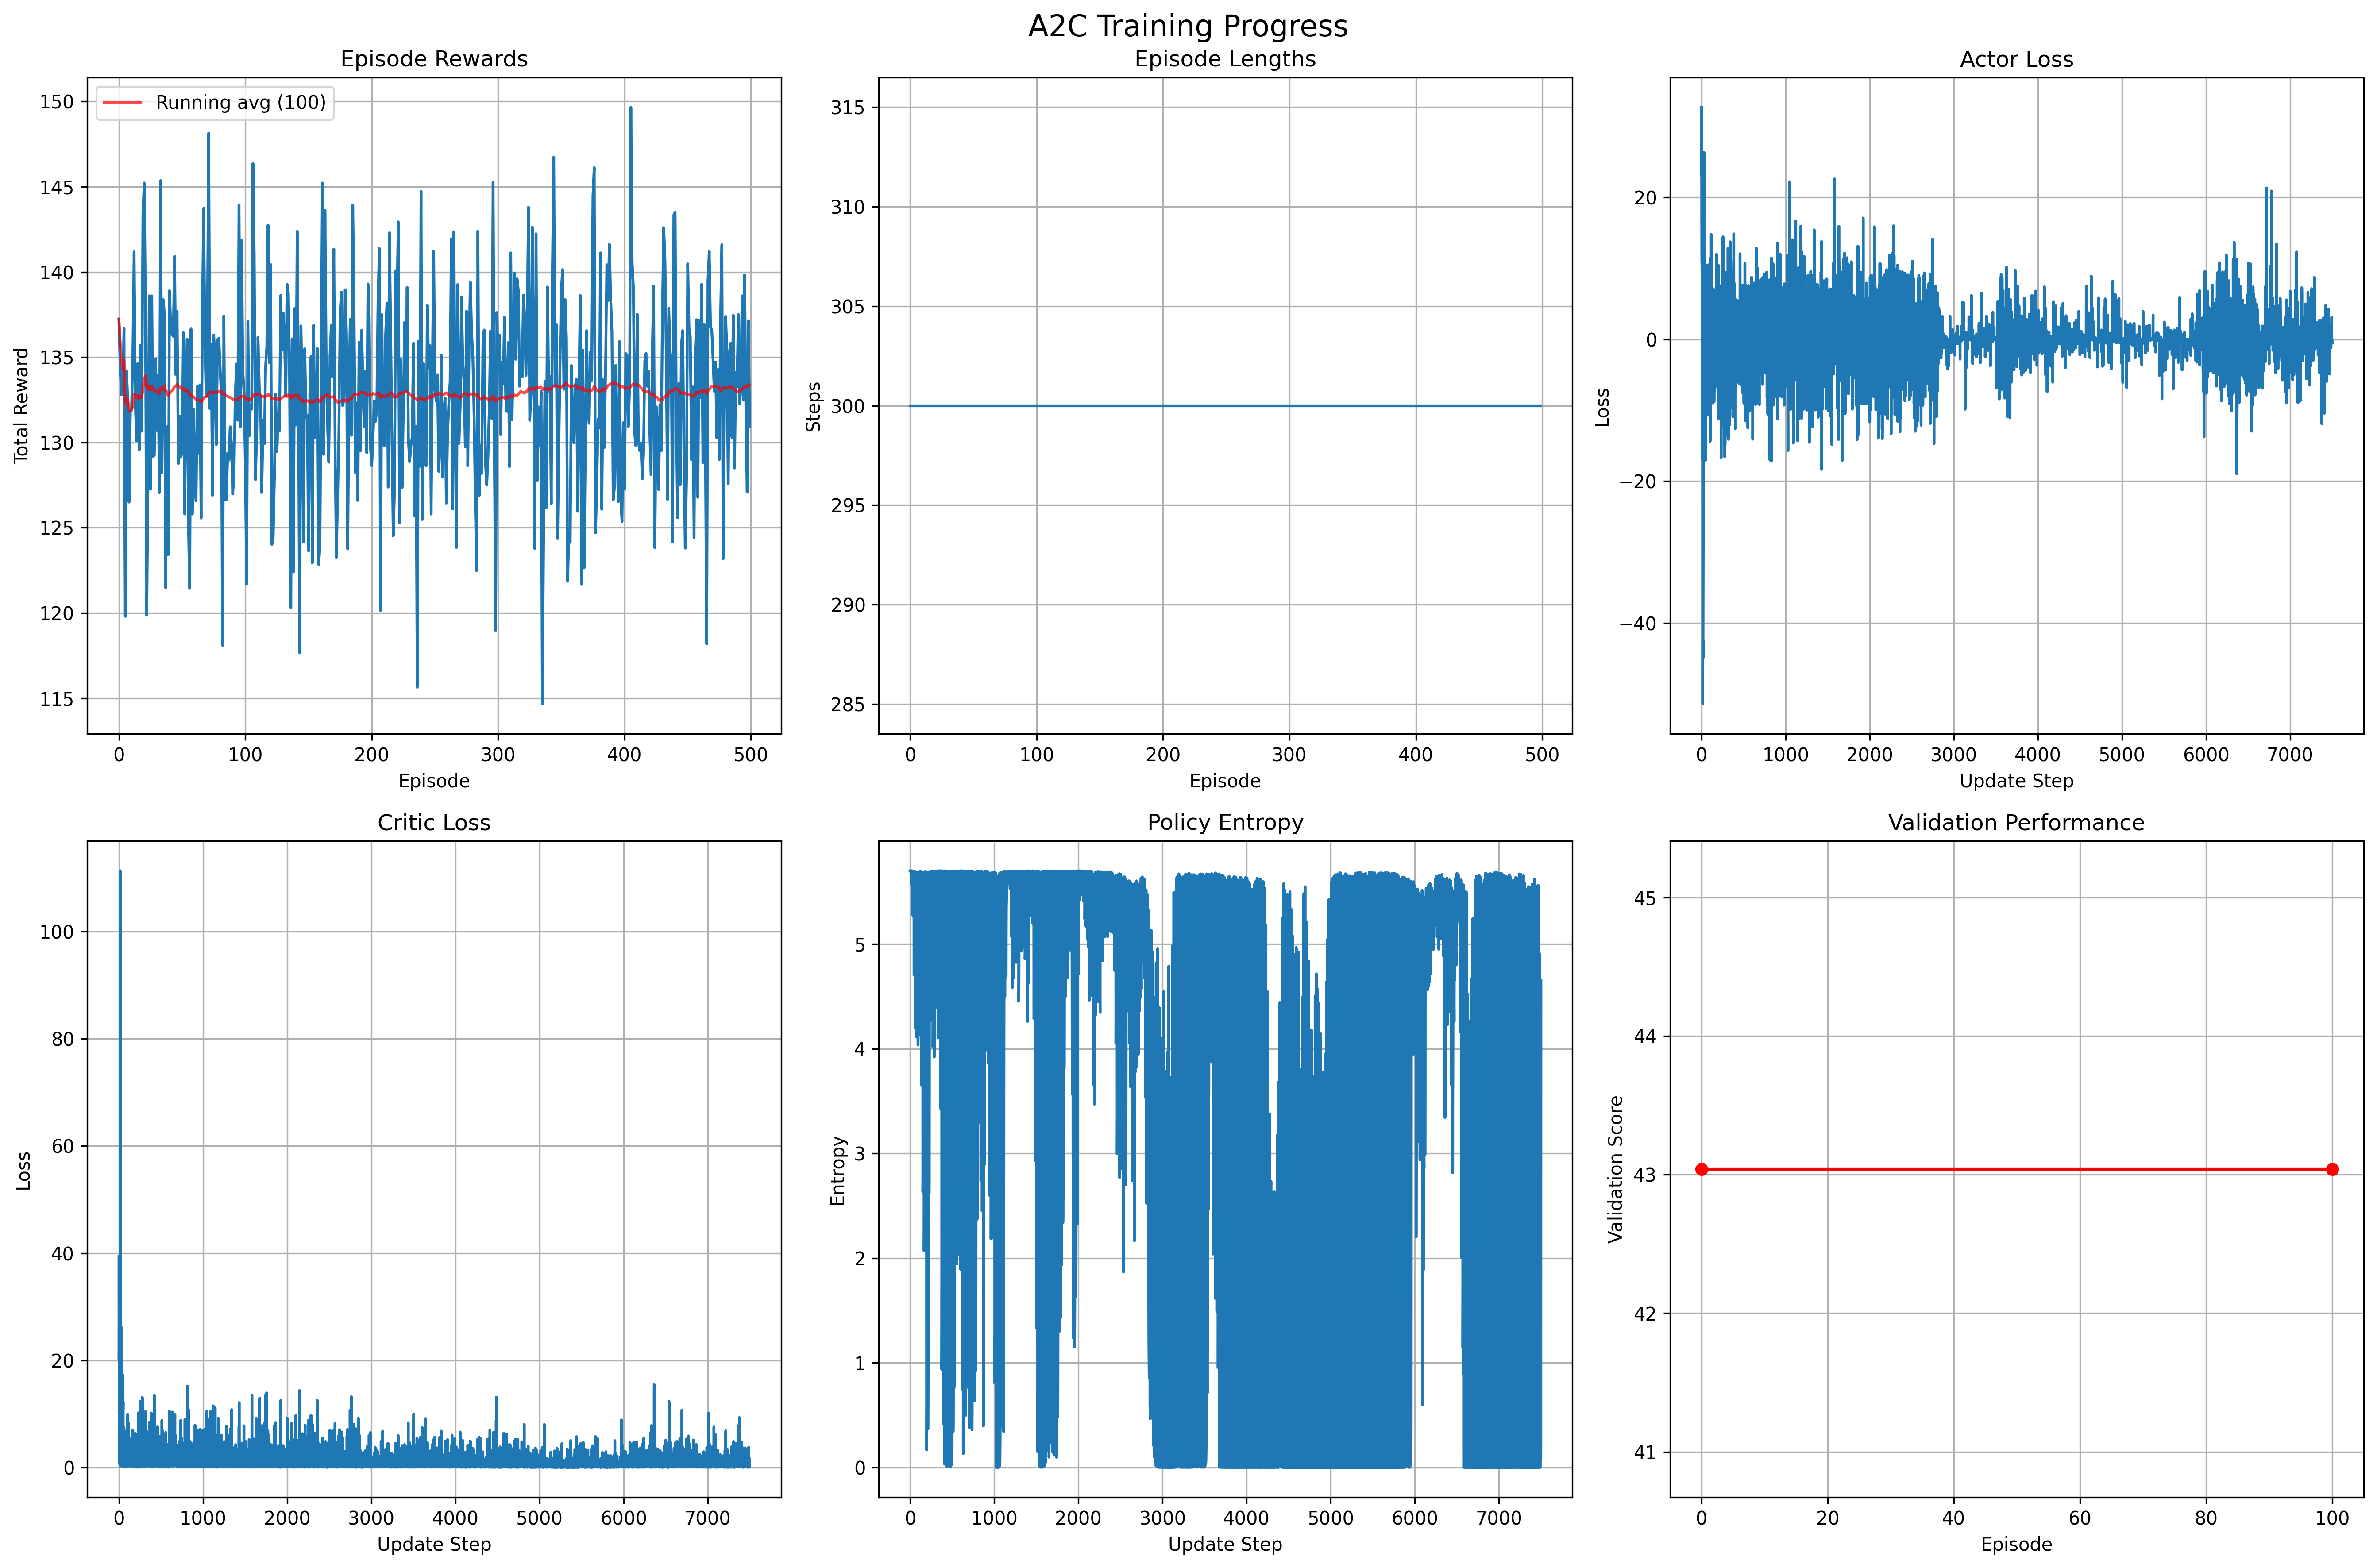 A2C Training Progress
Episode Rewards
Running avg (100)
150
145
140
135
130
125
120
115
Total Reward
0 100 200 300 400 500
Episode
Episode Lengths
315
310
305
300
295
290
285
Steps
0 100 200 300 400 500
Episode
Actor Loss
20
0
−20
−40
Loss
0 1000 2000 3000 4000 5000 6000 7000
Update Step
Critic Loss
100
80
60
40
20
0
Loss
0 1000 2000 3000 4000 5000 6000 7000
Update Step
Policy Entropy
5
4
3
2
1
0
Entropy
0 1000 2000 3000 4000 5000 6000 7000
Update Step
Validation Performance
45
44
43
42
41
Validation Score
0 20 40 60 80 100
Episode